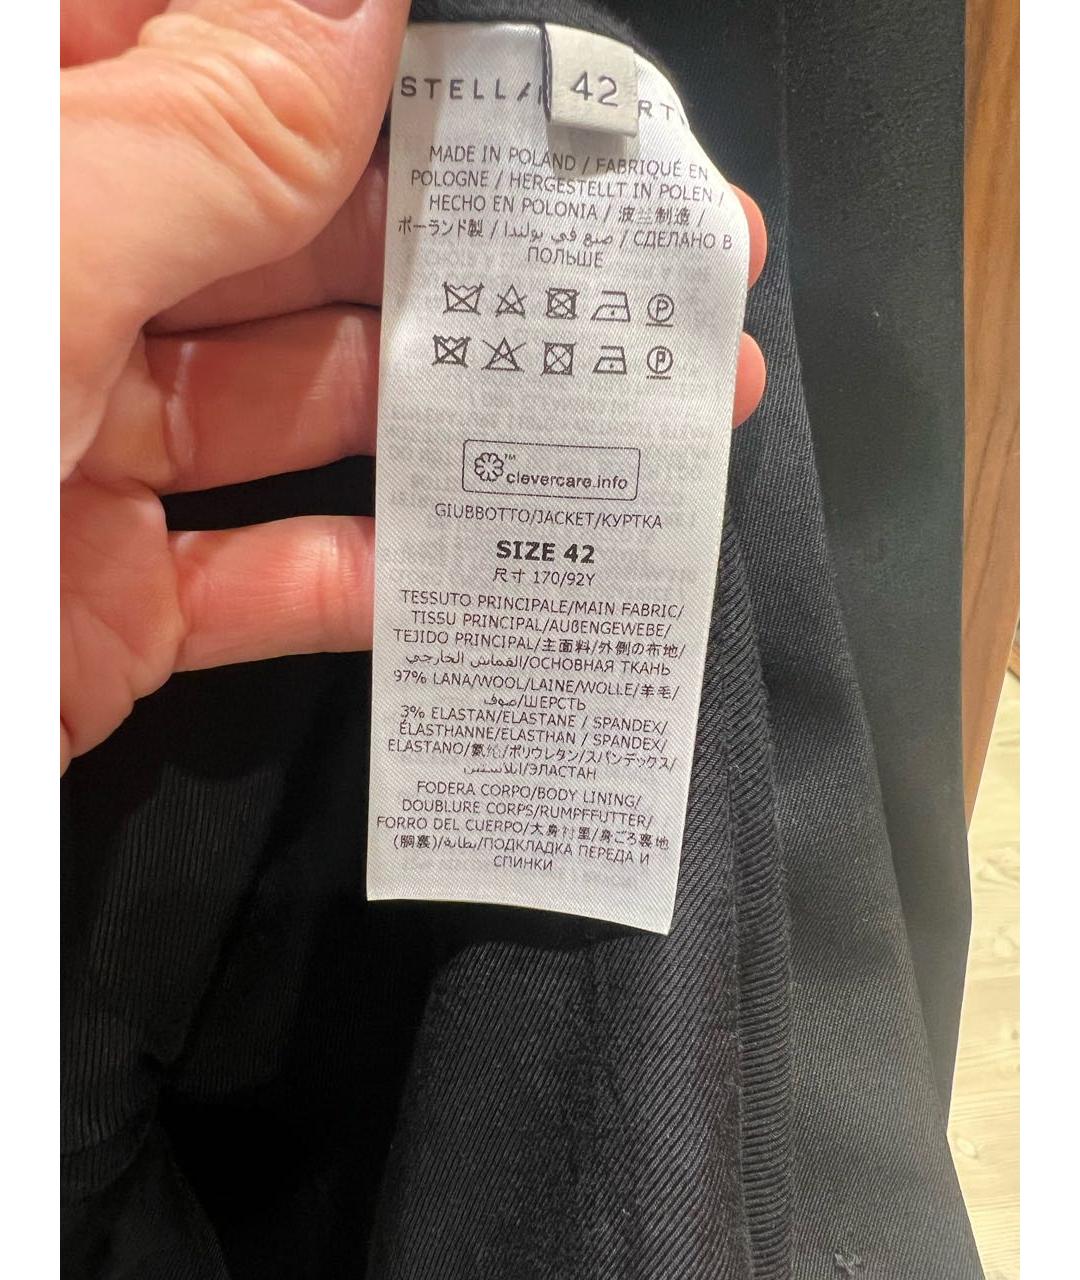 STELLA RT
42
MADE IN POLAND / FABRIQUÉ EN
POLOGNE / HERGESTELLT IN POLEN /
HECHO EN POLONIA / 波兰制造 /
ポーランド製 / صنع في بولندا / СДЕЛАНО В
ПОЛЬШЕ
clevercare.info
GIUBBOTTO/JACKET/КУРТКА
SIZE 42
尺寸 170/92Y
TESSUTO PRINCIPALE/MAIN FABRIC/
TISSU PRINCIPAL/AUßENGEWEBE/
TEJIDO PRINCIPAL/主面料/外側の布地/
القماش الخارجي/ОСНОВНАЯ ТКАНЬ
97% LANA/WOOL/LAINE/WOLLE/羊毛/
صوف/ШЕРСТЬ
3% ELASTAN/ELASTANE / SPANDEX/
ÉLASTHANNE/ELASTHAN / SPANDEX/
ELASTANO/氨纶/ポリウレタン/スパンデックス/
إيلاستين/ЭЛАСТАН
FODERA CORPO/BODY LINING/
DOUBLURE CORPS/RUMPFFUTTER/
FORRO DEL CUERPO/大身衬里/身ごろ裏地
(胴裏)/بطانة/ПОДКЛАДКА ПЕРЕДА И
СПИНКИ